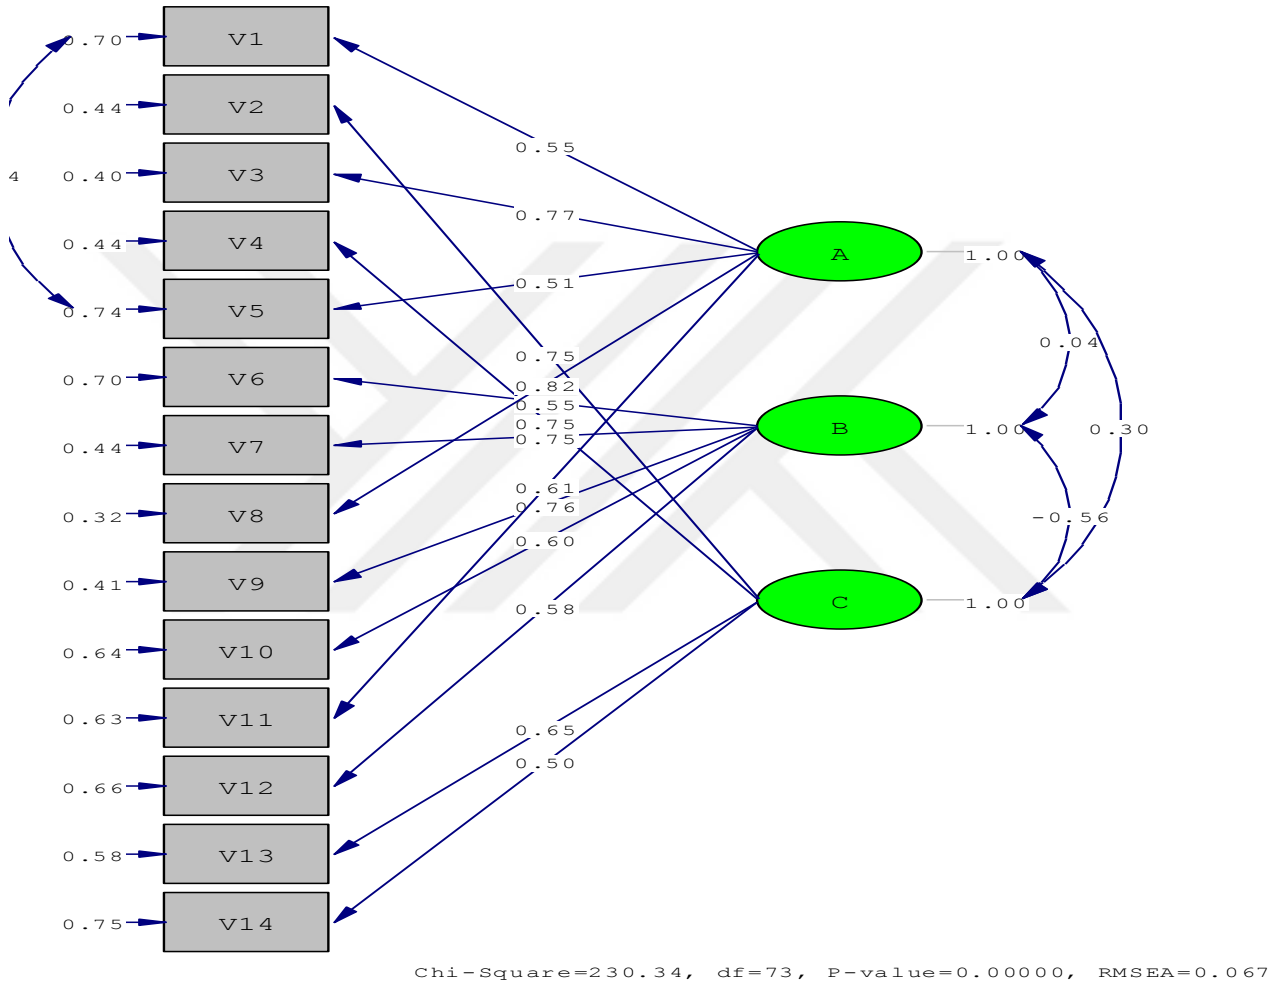 0.70 V1
0.44 V2
0.55
4 0.40 V3
0.77
0.44 V4
A 1.00
0.51
0.74 V5
0.04
0.75
0.70 V6
0.82
0.55
0.75
B 1.00 0.30
0.75
0.44 V7
0.61
0.76
0.32 V8
-0.56
0.60
0.41 V9
C 1.00
0.58
0.64 V10
0.63 V11
0.65
0.50
0.66 V12
0.58 V13
0.75 V14
Chi-Square=230.34, df=73, P-value=0.00000, RMSEA=0.067